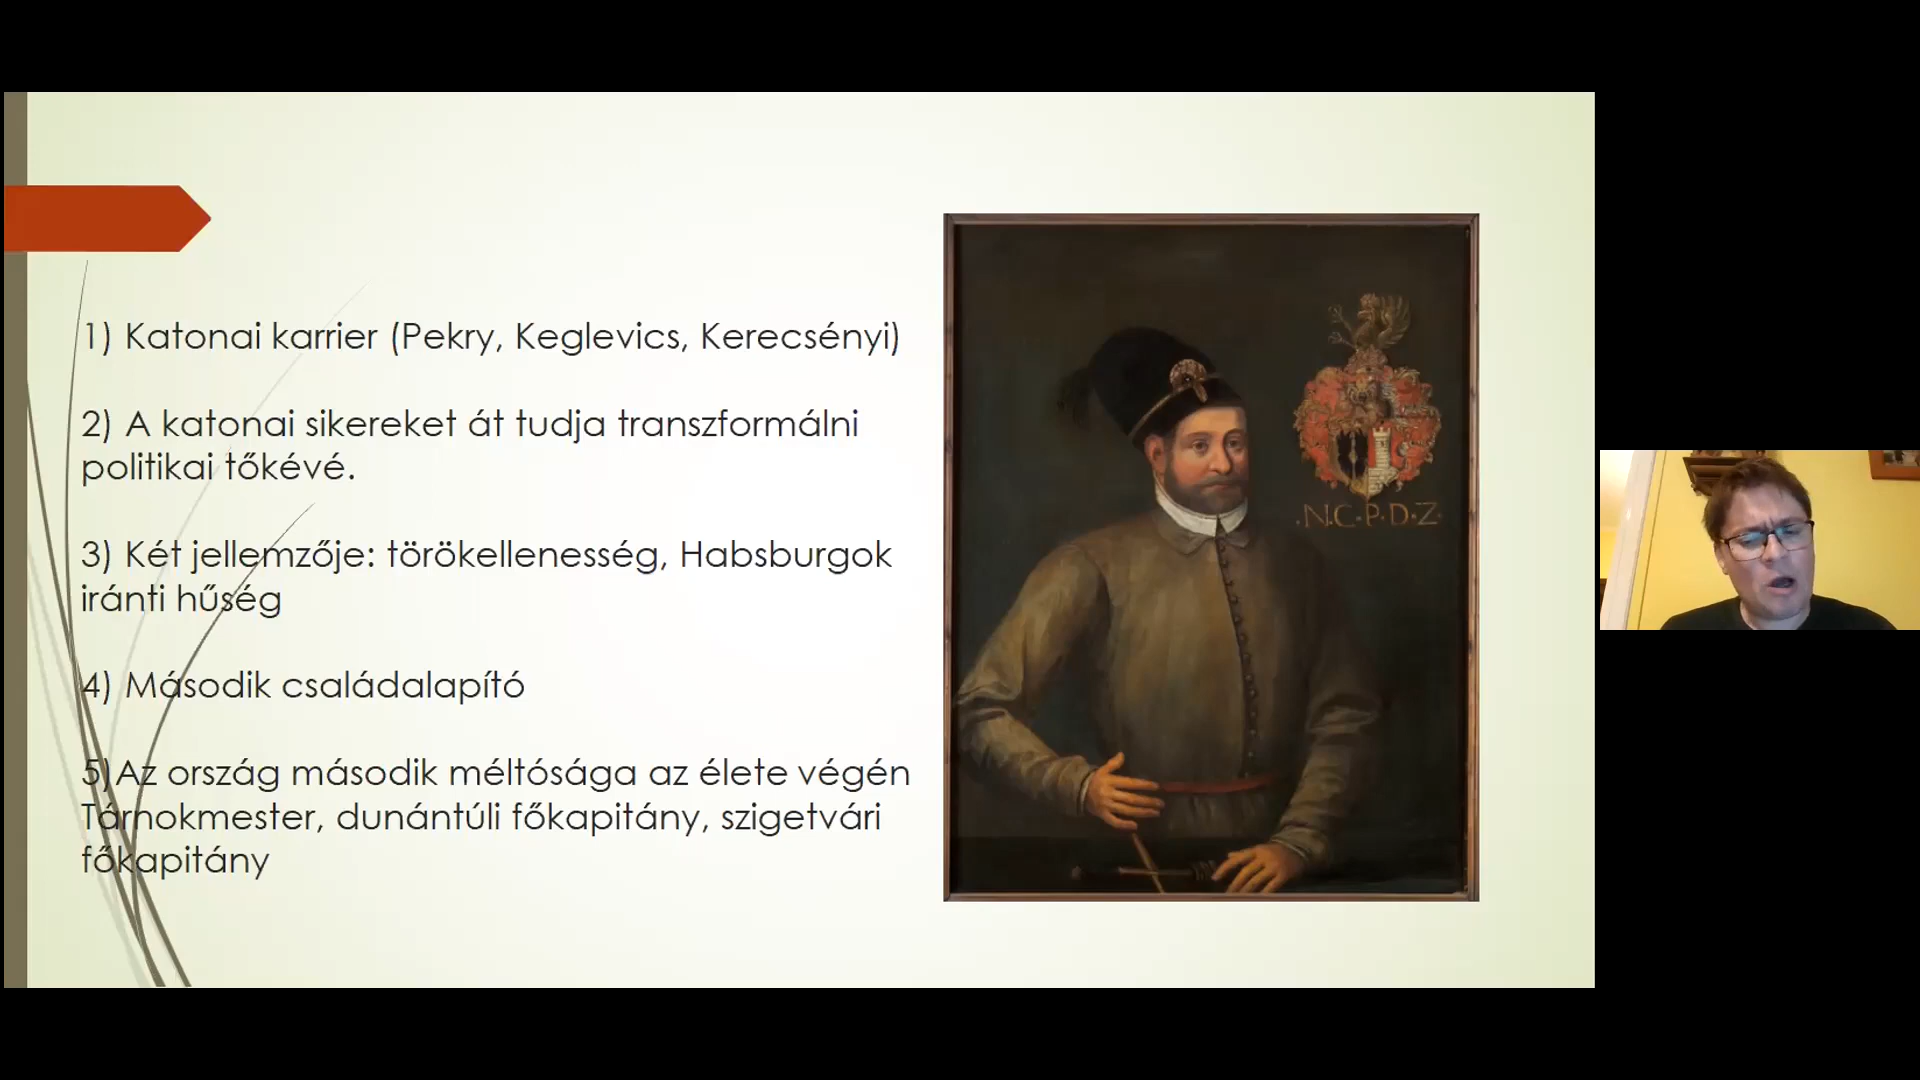 1) Katonai karrier (Pekry, Keglevics, Kerecsényi)
2) A katonai sikereket át tudja transzformálni
politikai tőkévé.
3) Két jellemzője: törökellenesség, Habsburgok
iránti hűség
4) Második családalapító
5)Az ország második méltósága az élete végén
Tárnokmester, dunántúli főkapitány, szigetvári
főkapitány
.N.C.P.D.Z.